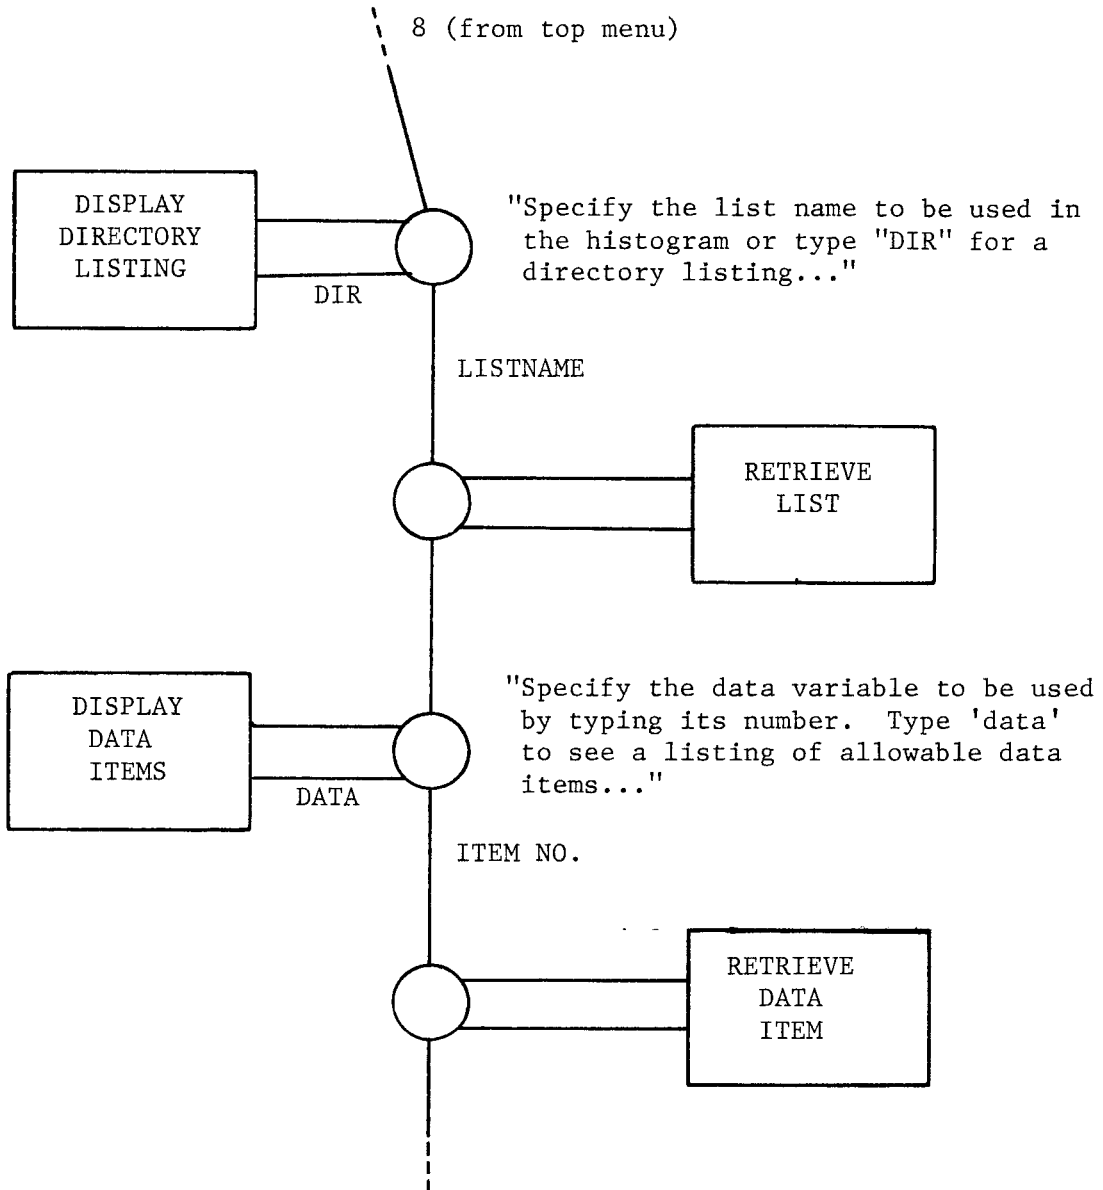 8 (from top menu)
DISPLAY
DIRECTORY
LISTING
DIR
"Specify the list name to be used in
the histogram or type "DIR" for a
directory listing..."
LISTNAME
RETRIEVE
LIST
DISPLAY
DATA
ITEMS
DATA
"Specify the data variable to be used
by typing its number.  Type 'data'
to see a listing of allowable data
items..."
ITEM NO.
RETRIEVE
DATA
ITEM